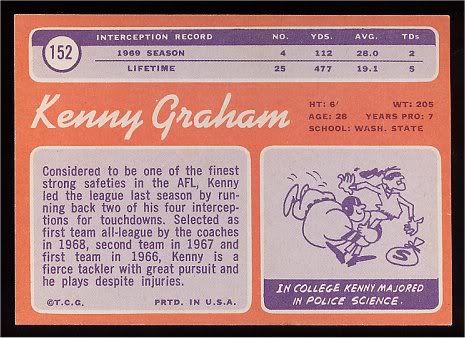 152
INTERCEPTION RECORD NO. YDS. AVG. TDs
1969 SEASON 4 112 28.0 2
LIFETIME 25 477 19.1 5
Kenny Graham
HT: 6' WT: 205
AGE: 28 YEARS PRO: 7
SCHOOL: WASH. STATE
Considered to be one of the finest
strong safeties in the AFL, Kenny
led the league last season by run-
ning back two of his four intercep-
tions for touchdowns. Selected as
first team all-league by the coaches
in 1968, second team in 1967 and
first team in 1966, Kenny is a
fierce tackler with great pursuit and
he plays despite injuries.
©T.C.G. PRTD. IN U.S.A.
$
IN COLLEGE KENNY MAJORED
IN POLICE SCIENCE.